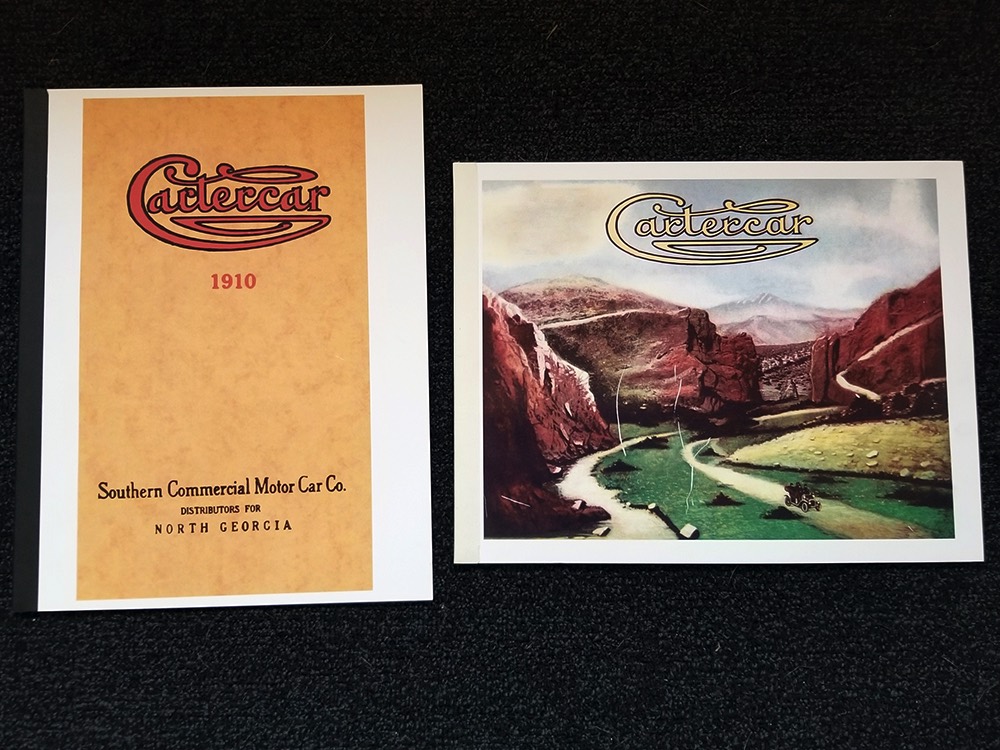 Cartercar
1910
Southern Commercial Motor Car Co.
DISTRIBUTORS FOR
NORTH GEORGIA
Cartercar